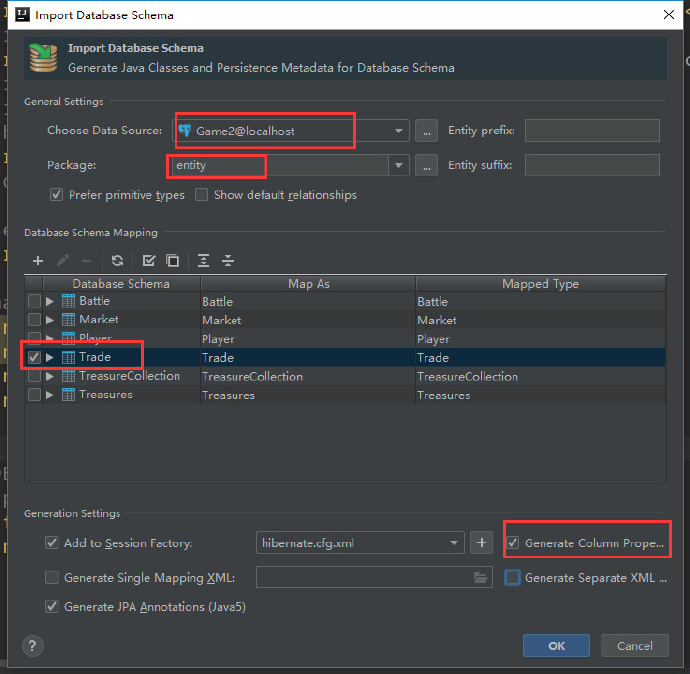 Import Database Schema
Import Database Schema
Generate Java Classes and Persistence Metadata for Database Schema
General Settings
Choose Data Source: Game2@localhost ... Entity prefix:
Package: entity ... Entity suffix:
Prefer primitive types Show default relationships
Database Schema Mapping
Database Schema Map As Mapped Type
Battle Battle Battle
Market Market Market
Player Player Player
Trade Trade Trade
TreasureCollection TreasureCollection TreasureCollection
Treasures Treasures Treasures
Generation Settings
Add to Session Factory: hibernate.cfg.xml Generate Column Prope...
Generate Single Mapping XML: Generate Separate XML ...
Generate JPA Annotations (Java5)
? OK Cancel